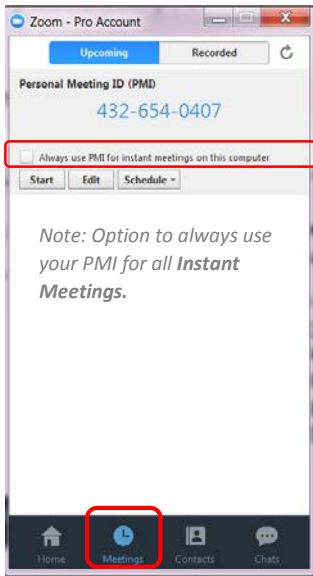 Zoom - Pro Account
Upcoming Recorded
Personal Meeting ID (PMI)
432-654-0407
Always use PMI for instant meetings on this computer
Start Edit Schedule
Note: Option to always use
your PMI for all Instant
Meetings.
Home Meetings Contacts Chats